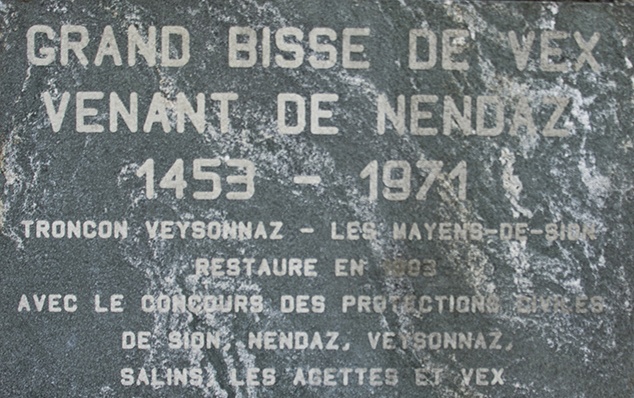 GRAND BISSE DE VEX
VENANT DE NENDAZ
1453 - 1971
TRONCON VEYSONNAZ - LES MAYENS-DE-SION
RESTAURE EN
AVEC LE CONCOURS DES PROTECTIONS CIVILES
DE SION, NENDAZ, VEYSONNAZ,
SALINS, LES AGETTES ET VEX